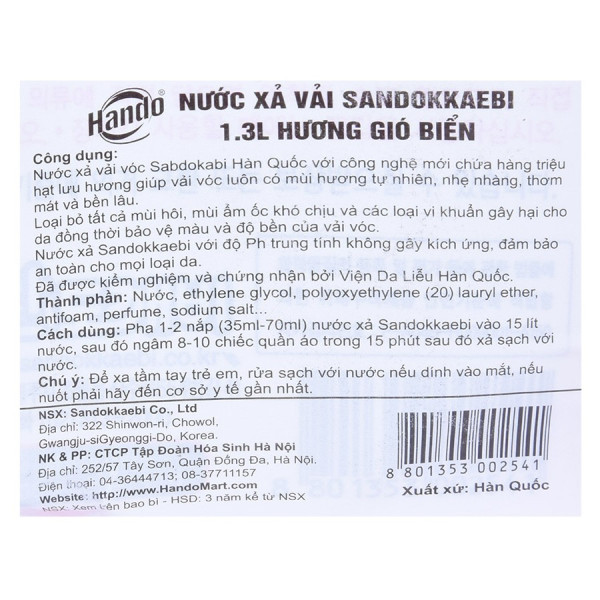 Hando NƯỚC XẢ VẢI SANDOKKAEBI
1.3L HƯƠNG GIÓ BIỂN
Công dụng:
Nước xả vải vóc Sabdokabi Hàn Quốc với công nghệ mới chứa hàng triệu
hạt lưu hương giúp vải vóc luôn có mùi hương tự nhiên, nhẹ nhàng, thơm
mát và bền lâu.
Loại bỏ tất cả mùi hôi, mùi ẩm ốc khó chịu và các loại vi khuẩn gây hại cho
da đồng thời bảo vệ màu và độ bền của vải vóc.
Nước xả Sandokkaebi với độ Ph trung tính không gây kích ứng, đảm bảo
an toàn cho mọi loại da.
Đã được kiểm nghiệm và chứng nhận bởi Viện Da Liễu Hàn Quốc.
Thành phần: Nước, ethylene glycol, polyoxyethylene (20) lauryl ether,
antifoam, perfume, sodium salt...
Cách dùng: Pha 1-2 nắp (35ml-70ml) nước xả Sandokkaebi vào 15 lít
nước, sau đó ngâm 8-10 chiếc quần áo trong 15 phút sau đó xả sạch với
nước.
Chú ý: Để xa tầm tay trẻ em, rửa sạch với nước nếu dính vào mắt, nếu
nuốt phải hãy đến cơ sở y tế gần nhất.
NSX: Sandokkaebi Co., Ltd
Địa chỉ: 322 Shinwon-ri, Chowol,
Gwangju-siGyeonggi-Do, Korea.
NK & PP: CTCP Tập Đoàn Hóa Sinh Hà Nội
Địa chỉ: 252/57 Tây Sơn, Quận Đống Đa, Hà Nội.
Điện thoại: 04-36444713; 08-37711157
Website: http://www.HandoMart.com
NSX: Xem trên bao bì - HSD: 3 năm kể từ NSX
8 801353 002541
Xuất xứ: Hàn Quốc